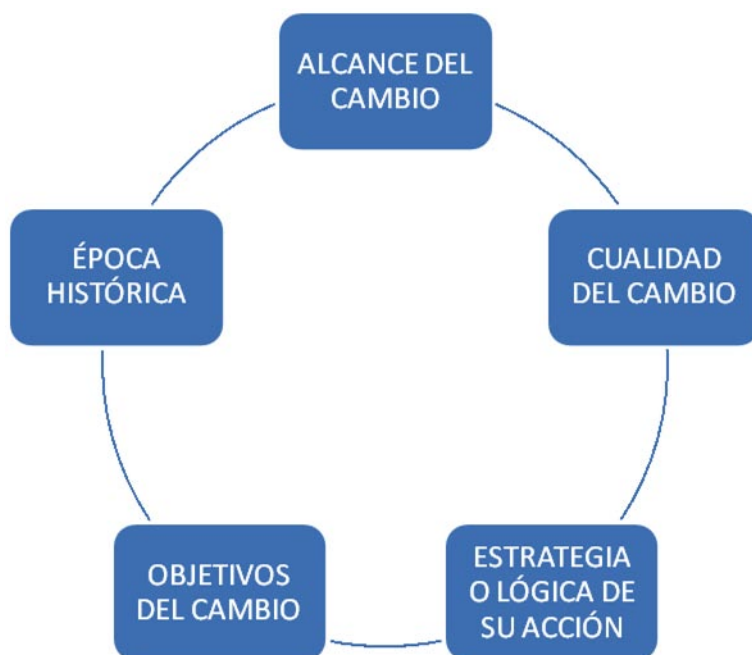 ALCANCE DEL
CAMBIO
CUALIDAD
DEL CAMBIO
ESTRATEGIA
O LÓGICA DE
SU ACCIÓN
OBJETIVOS
DEL CAMBIO
ÉPOCA
HISTÓRICA